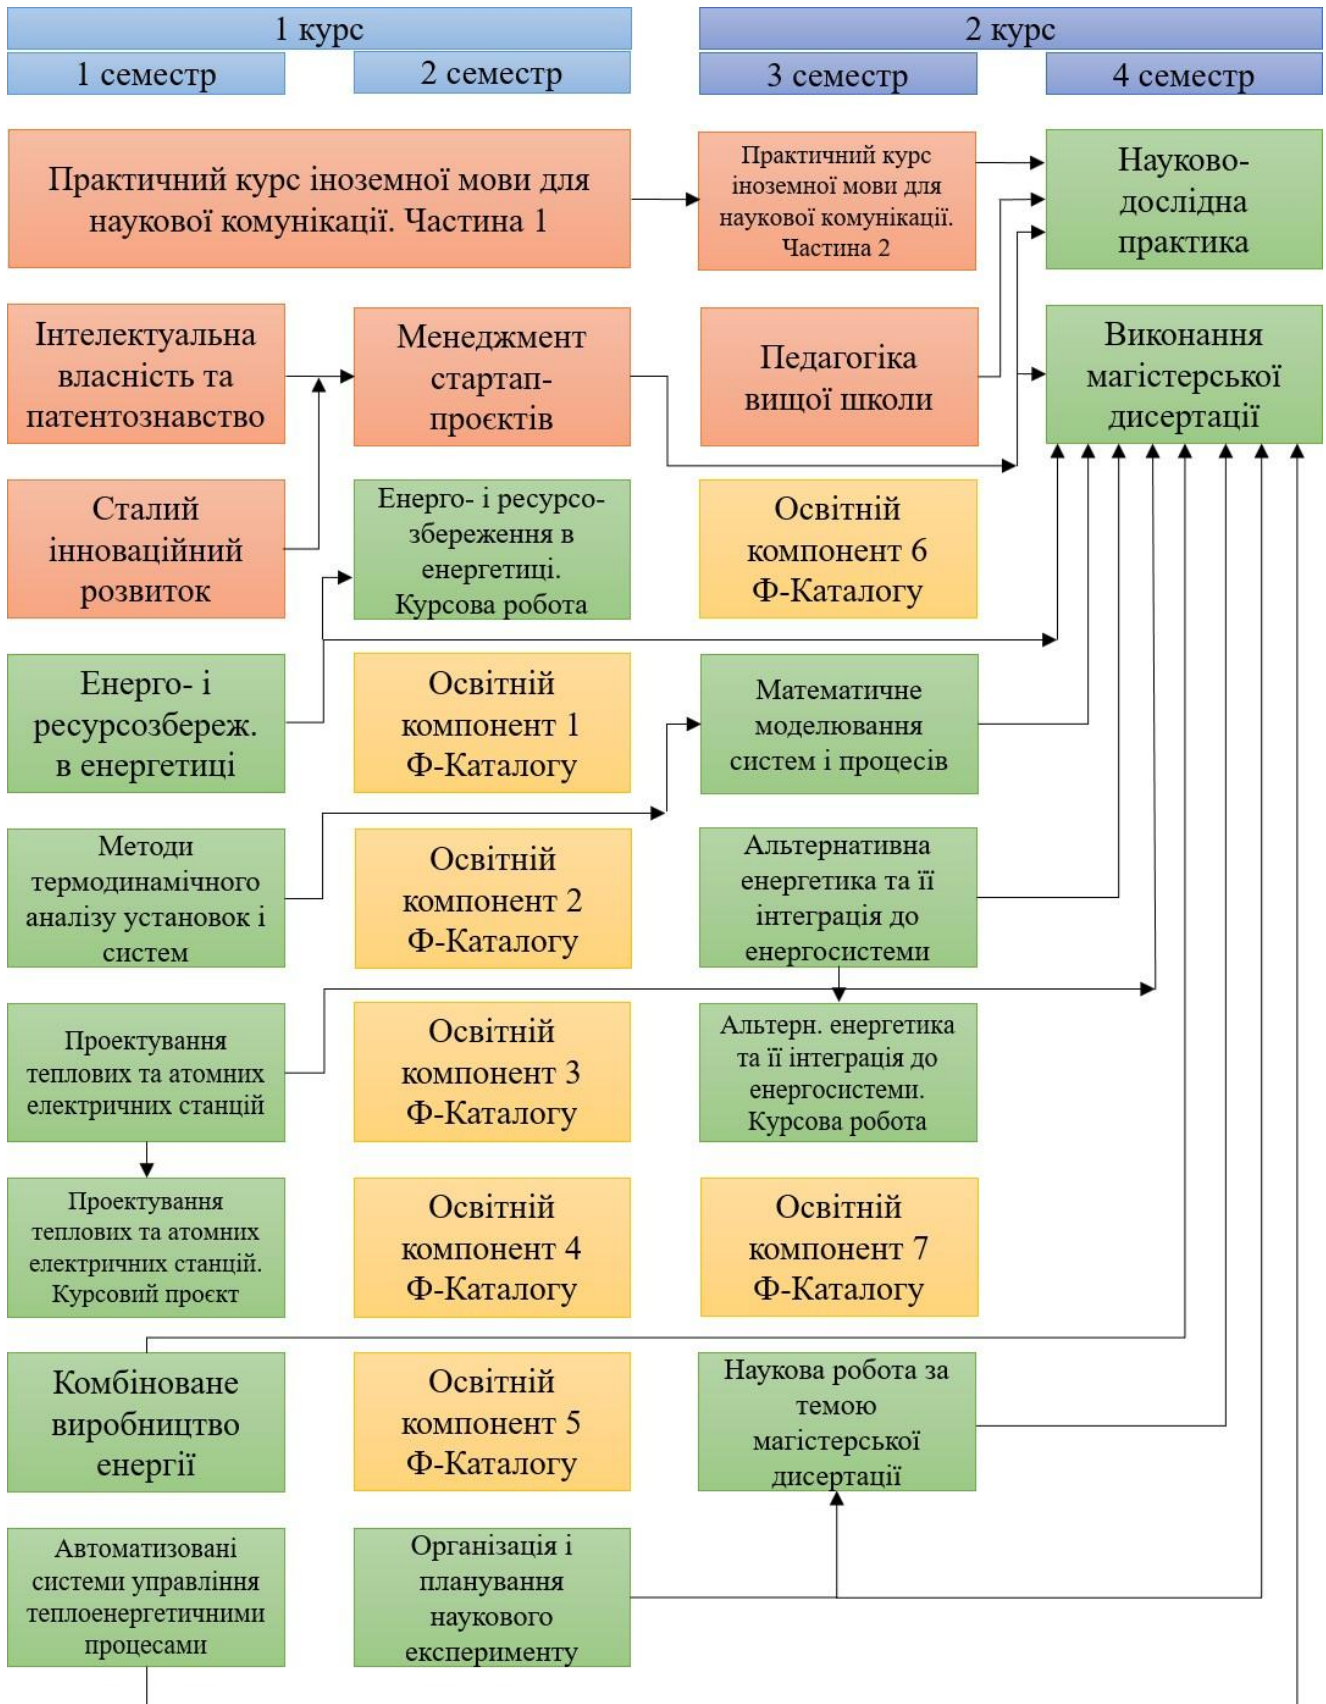 1 курс
2 курс
1 семестр
2 семестр
3 семестр
4 семестр
Практичний курс іноземної мови для
наукової комунікації. Частина 1
Практичний курс
іноземної мови для
наукової комунікації.
Частина 2
Науково-
дослідна
практика
Інтелектуальна
власність та
патентознавство
Менеджмент
стартап-
проєктів
Педагогіка
вищої школи
Виконання
магістерської
дисертації
Сталий
інноваційний
розвиток
Енерго- і ресурсо-
збереження в
енергетиці.
Курсова робота
Освітній
компонент 6
Ф-Каталогу
Енерго- і
ресурсозбереж.
в енергетиці
Освітній
компонент 1
Ф-Каталогу
Математичне
моделювання
систем і процесів
Методи
термодинамічного
аналізу установок і
систем
Освітній
компонент 2
Ф-Каталогу
Альтернативна
енергетика та її
інтеграція до
енергосистеми
Проектування
теплових та атомних
електричних станцій
Освітній
компонент 3
Ф-Каталогу
Альтерн. енергетика
та її інтеграція до
енергосистеми.
Курсова робота
Проектування
теплових та атомних
електричних станцій.
Курсовий проєкт
Освітній
компонент 4
Ф-Каталогу
Освітній
компонент 7
Ф-Каталогу
Комбіноване
виробництво
енергії
Освітній
компонент 5
Ф-Каталогу
Наукова робота за
темою
магістерської
дисертації
Автоматизовані
системи управління
теплоенергетичними
процесами
Організація і
планування
наукового
експерименту